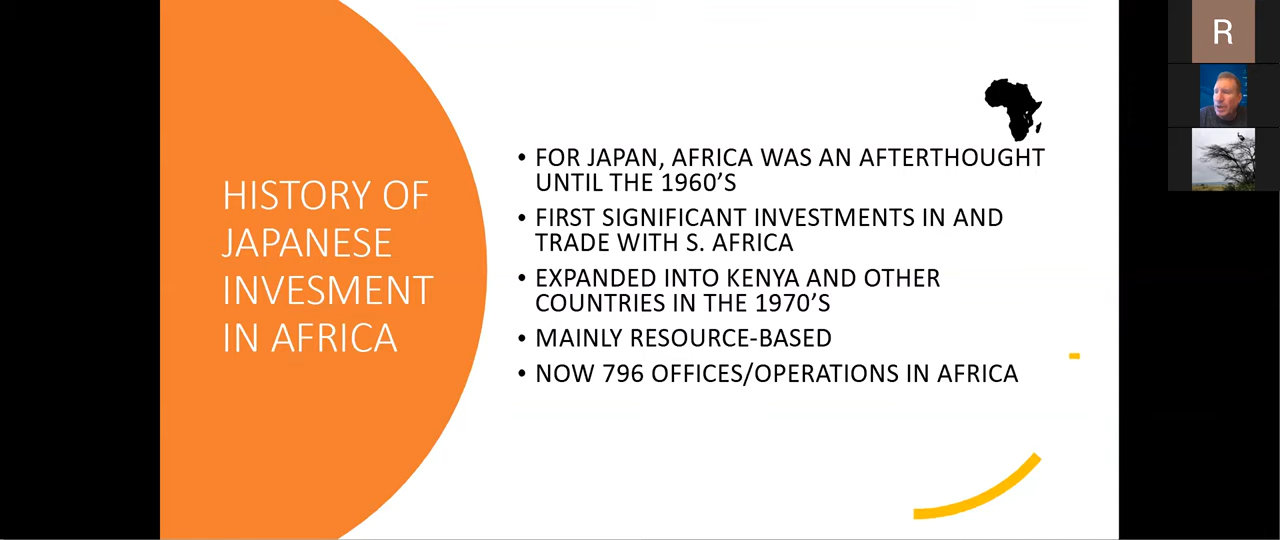 HISTORY OF
JAPANESE
INVESMENT
IN AFRICA
• FOR JAPAN, AFRICA WAS AN AFTERTHOUGHT
UNTIL THE 1960’S
• FIRST SIGNIFICANT INVESTMENTS IN AND
TRADE WITH S. AFRICA
• EXPANDED INTO KENYA AND OTHER
COUNTRIES IN THE 1970’S
• MAINLY RESOURCE-BASED
• NOW 796 OFFICES/OPERATIONS IN AFRICA
R